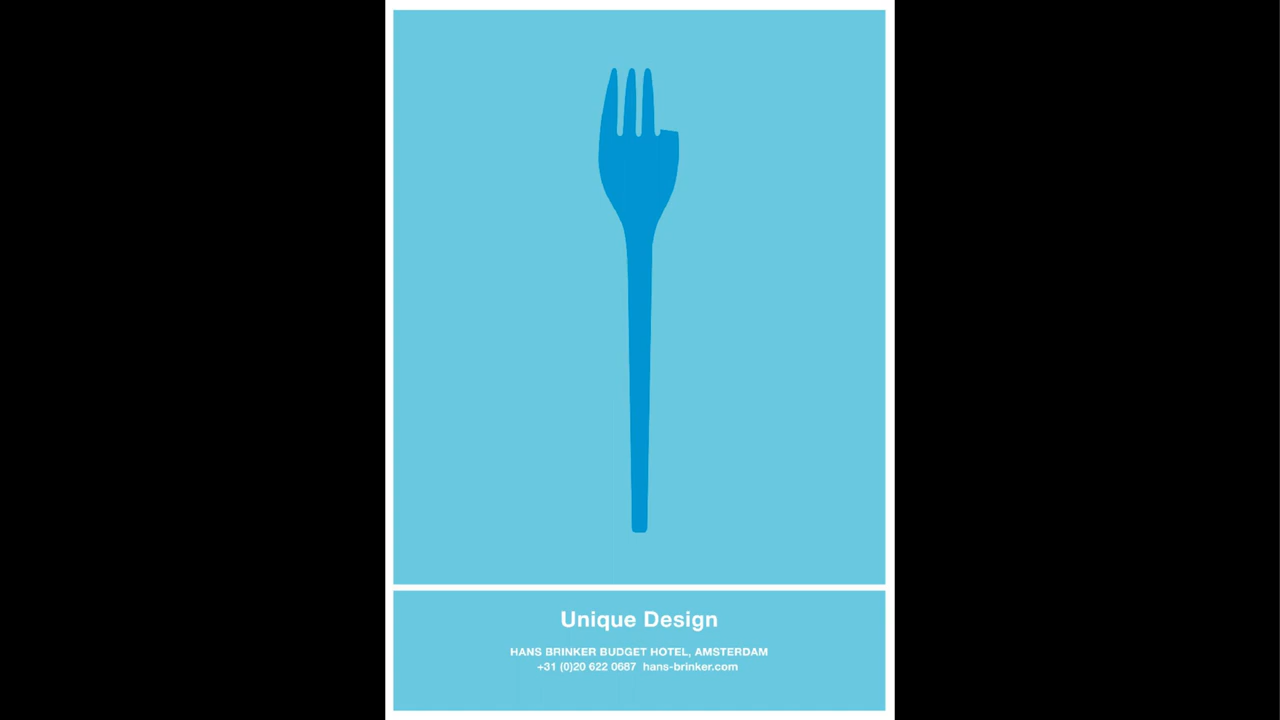 Unique Design
HANS BRINKER BUDGET HOTEL, AMSTERDAM
+31 (0)20 622 0687 hans-brinker.com